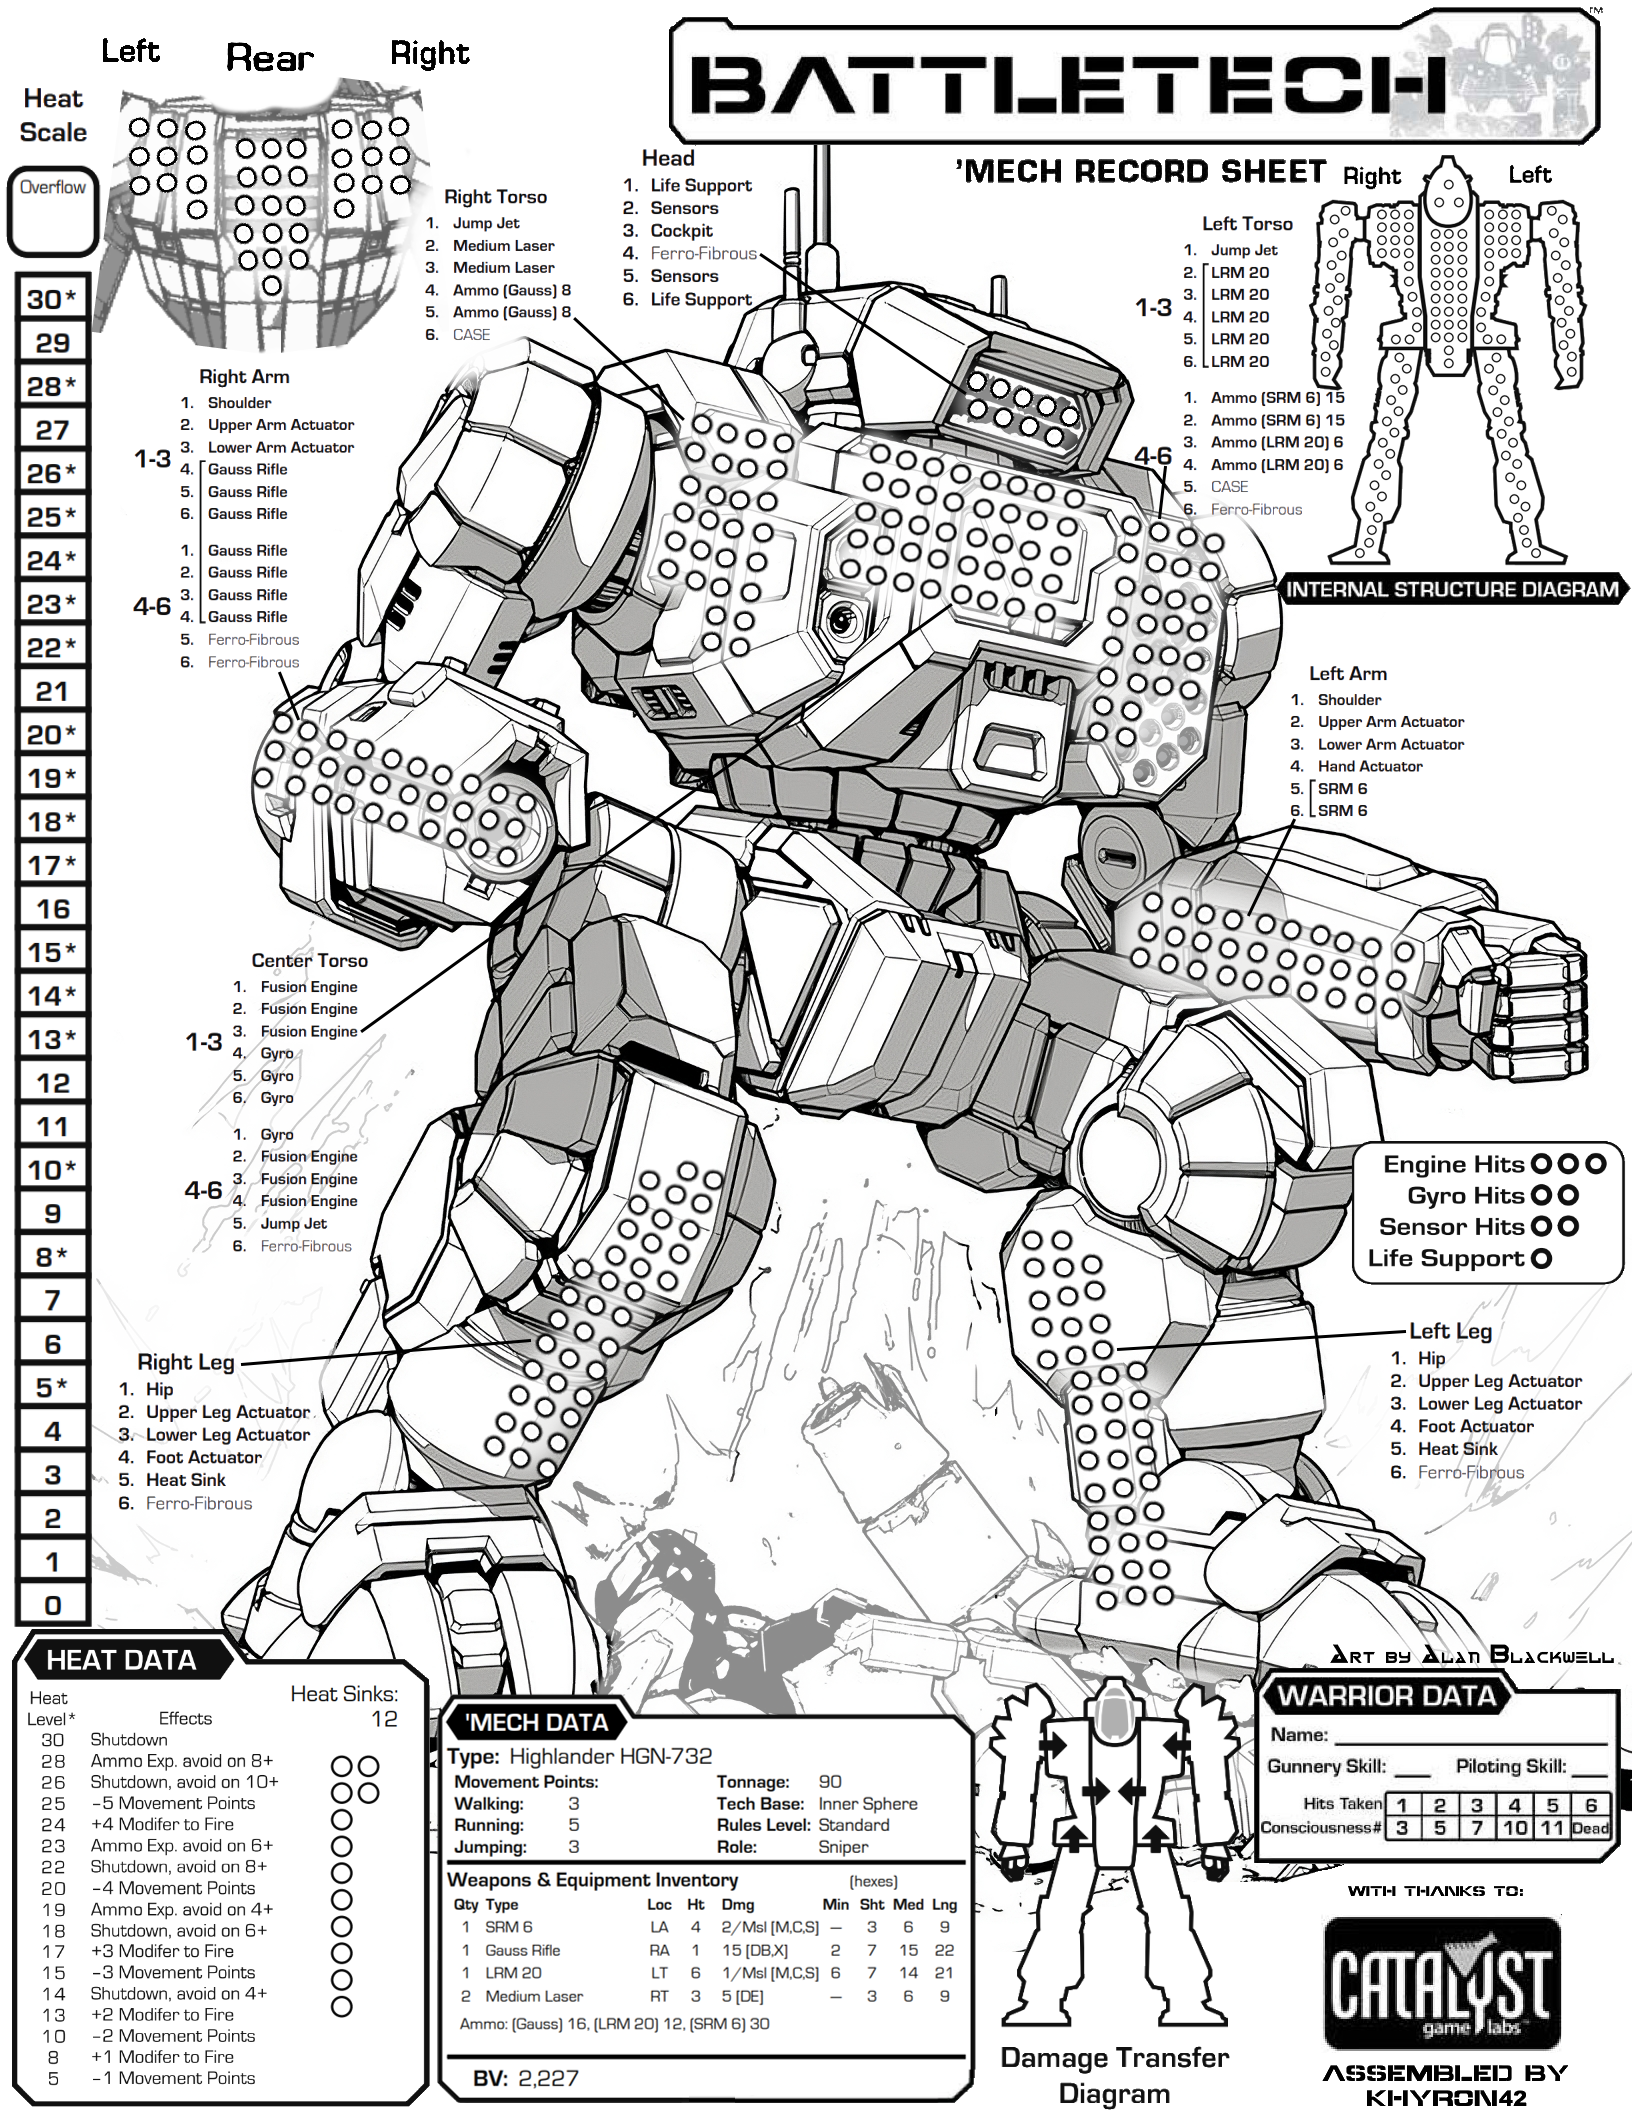 Left Rear Right
BATTLETECH
™
'MECH RECORD SHEET
Heat
Scale
Overflow
30*
29
28*
27
26*
25*
24*
23*
22*
21
20*
19*
18*
17*
16
15*
14*
13*
12
11
10*
9
8*
7
6
5*
4
3
2
1
0
Head
1. Life Support
2. Sensors
3. Cockpit
4. Ferro-Fibrous
5. Sensors
6. Life Support
Right Torso
1. Jump Jet
2. Medium Laser
3. Medium Laser
4. Ammo (Gauss) 8
5. Ammo (Gauss) 8
6. CASE
Right Left
Left Torso
1-3
1. Jump Jet
2. LRM 20
3. LRM 20
4. LRM 20
5. LRM 20
6. LRM 20
4-6
1. Ammo (SRM 6) 15
2. Ammo (SRM 6) 15
3. Ammo (LRM 20) 6
4. Ammo (LRM 20) 6
5. CASE
6. Ferro-Fibrous
INTERNAL STRUCTURE DIAGRAM
Right Arm
1-3
1. Shoulder
2. Upper Arm Actuator
3. Lower Arm Actuator
4. Gauss Rifle
5. Gauss Rifle
6. Gauss Rifle
4-6
1. Gauss Rifle
2. Gauss Rifle
3. Gauss Rifle
4. Gauss Rifle
5. Ferro-Fibrous
6. Ferro-Fibrous
Left Arm
1. Shoulder
2. Upper Arm Actuator
3. Lower Arm Actuator
4. Hand Actuator
5. SRM 6
6. SRM 6
Center Torso
1-3
1. Fusion Engine
2. Fusion Engine
3. Fusion Engine
4. Gyro
5. Gyro
6. Gyro
4-6
1. Gyro
2. Fusion Engine
3. Fusion Engine
4. Fusion Engine
5. Jump Jet
6. Ferro-Fibrous
Engine Hits
Gyro Hits
Sensor Hits
Life Support
Right Leg
1. Hip
2. Upper Leg Actuator
3. Lower Leg Actuator
4. Foot Actuator
5. Heat Sink
6. Ferro-Fibrous
Left Leg
1. Hip
2. Upper Leg Actuator
3. Lower Leg Actuator
4. Foot Actuator
5. Heat Sink
6. Ferro-Fibrous
HEAT DATA
Heat
Level* Effects
Heat Sinks:
12
30 Shutdown
28 Ammo Exp. avoid on 8+
26 Shutdown, avoid on 10+
25 -5 Movement Points
24 +4 Modifer to Fire
23 Ammo Exp. avoid on 6+
22 Shutdown, avoid on 8+
20 -4 Movement Points
19 Ammo Exp. avoid on 4+
18 Shutdown, avoid on 6+
17 +3 Modifer to Fire
15 -3 Movement Points
14 Shutdown, avoid on 4+
13 +2 Modifer to Fire
10 -2 Movement Points
8 +1 Modifer to Fire
5 -1 Movement Points
'MECH DATA
Type: Highlander HGN-732
Movement Points: Tonnage: 90
Walking: 3 Tech Base: Inner Sphere
Running: 5 Rules Level: Standard
Jumping: 3 Role: Sniper
Weapons & Equipment Inventory (hexes)
Qty Type Loc Ht Dmg Min Sht Med Lng
1 SRM 6 LA 4 2/Msl [M,C,S] — 3 6 9
1 Gauss Rifle RA 1 15 [DB,X] 2 7 15 22
1 LRM 20 LT 6 1/Msl [M,C,S] 6 7 14 21
2 Medium Laser RT 3 5 [DE] — 3 6 9
Ammo: (Gauss) 16, (LRM 20) 12, (SRM 6) 30
BV: 2,227
Damage Transfer
Diagram
ART BY ALAN BLACKWELL
WARRIOR DATA
Name:
Gunnery Skill: Piloting Skill:
Hits Taken 1 2 3 4 5 6
Consciousness# 3 5 7 10 11 Dead
WITH THANKS TO:
CATALYST
game labs
ASSEMBLED BY
KHYRON42